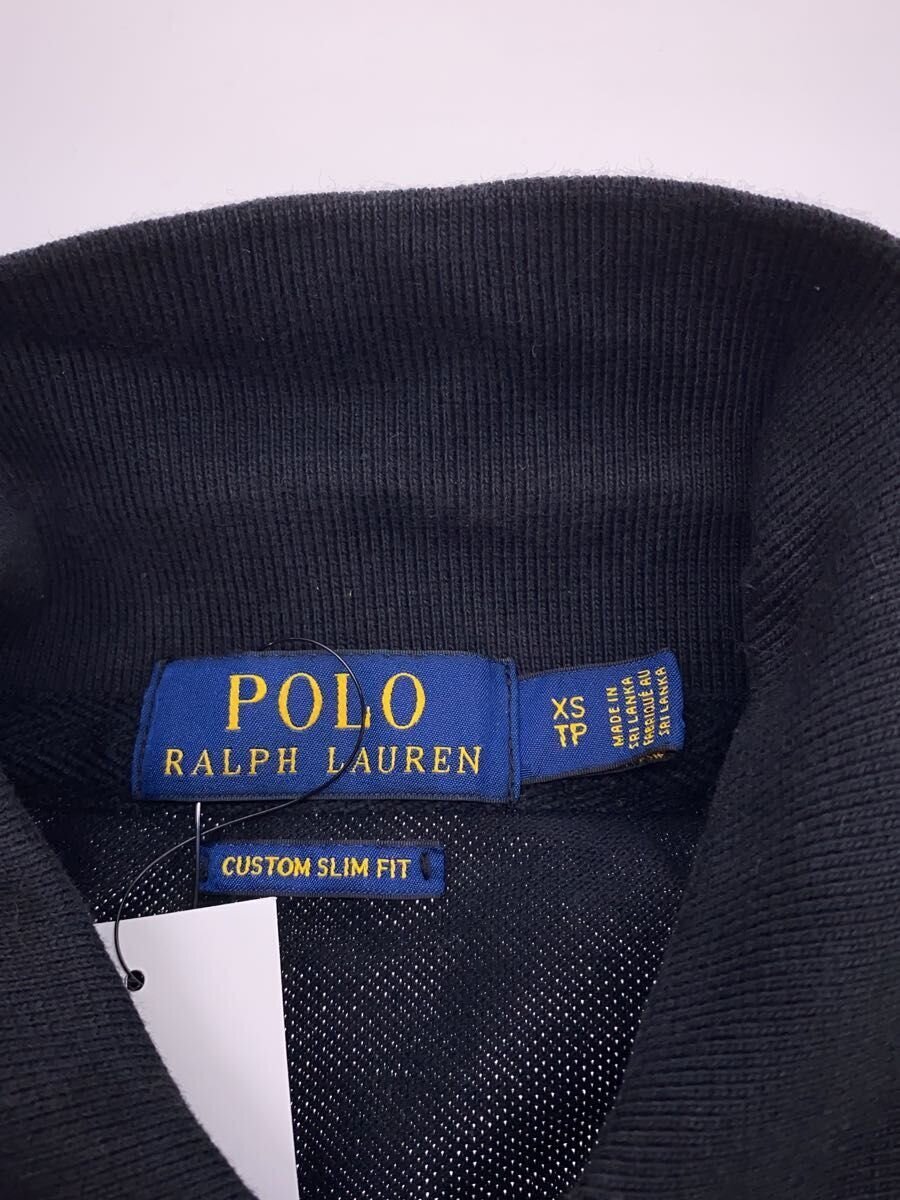 POLO
RALPH LAUREN
XS
TP
MADE IN
SRI LANKA
FABRIQUÉ AU
SRI LANKA
CUSTOM SLIM FIT